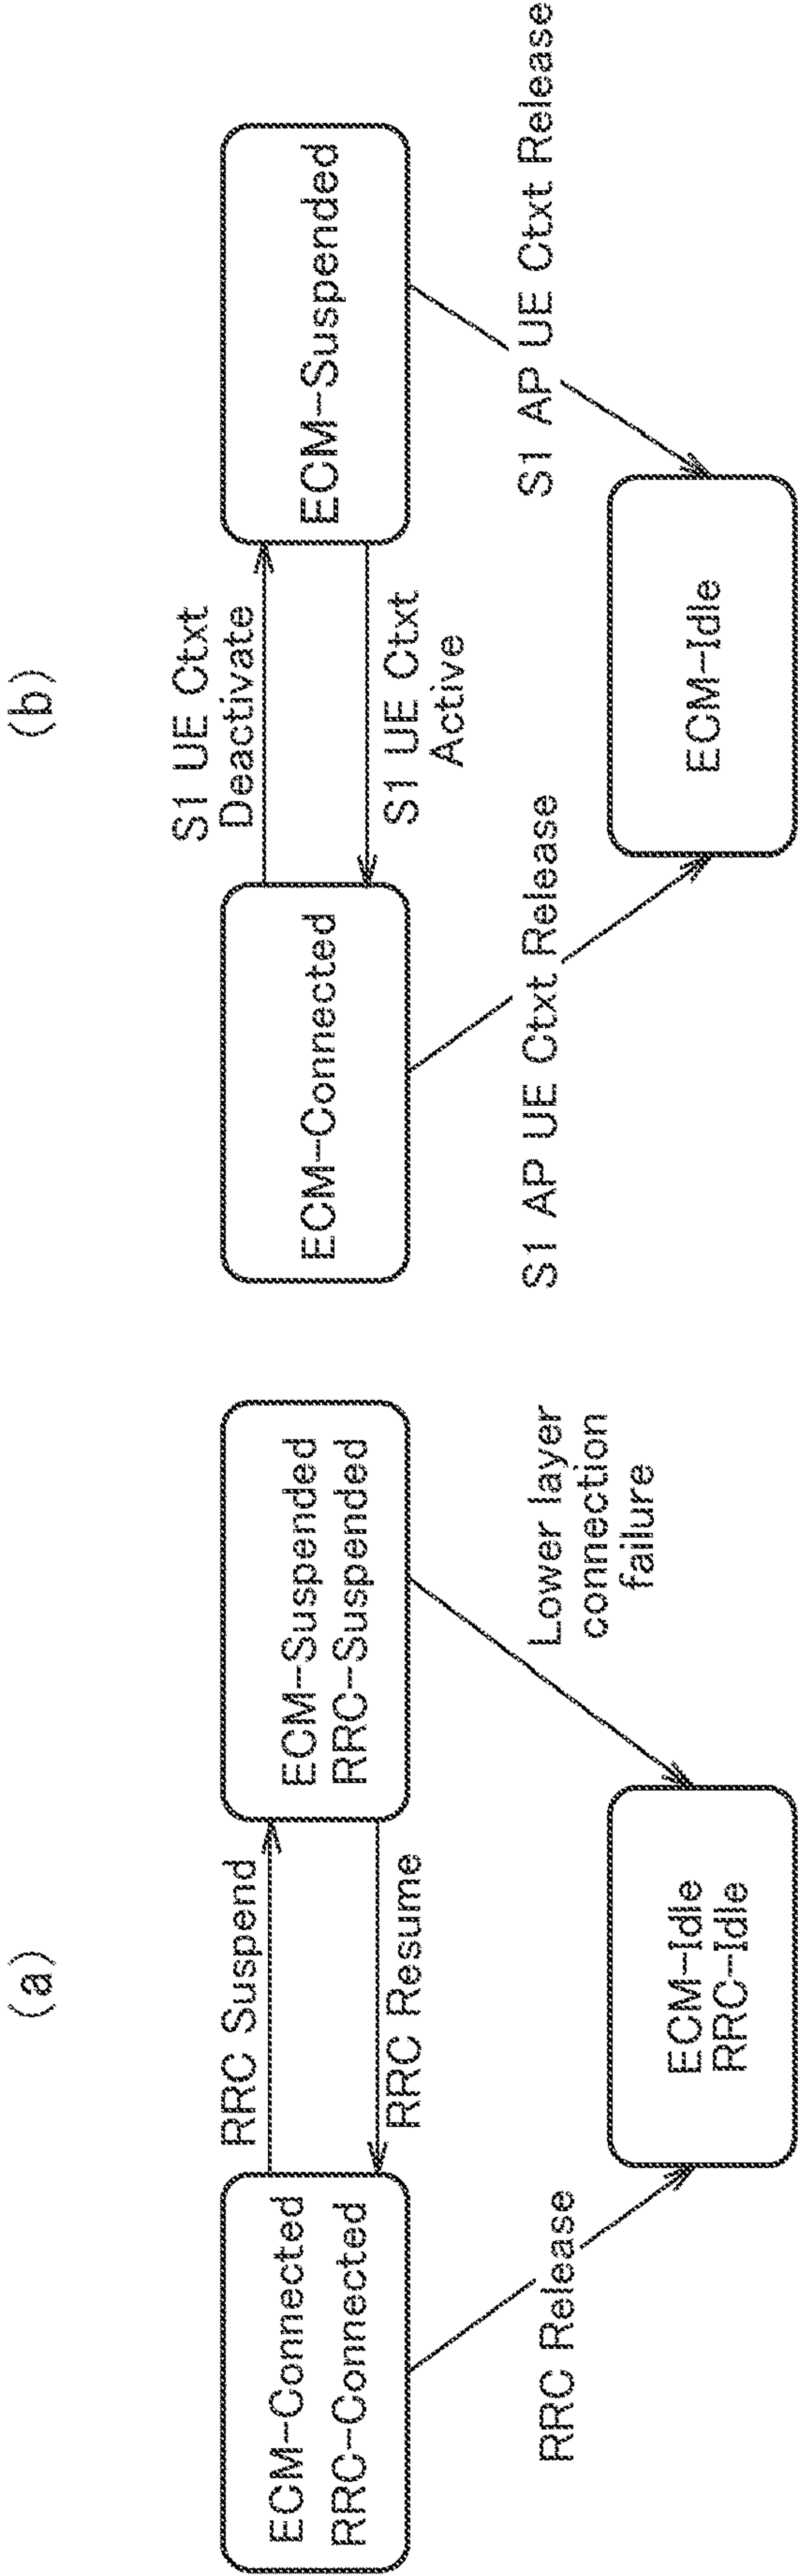 (a)
RRC Suspend
ECM-Connected
RRC-Connected
ECM-Suspended
RRC-Suspended
RRC Resume
RRC Release
Lower layer
connection
failure
ECM-Idle
RRC-Idle
(b)
S1 UE Ctxt
Deactivate
ECM-Connected
ECM-Suspended
S1 UE Ctxt
Active
S1 AP UE Ctxt Release
S1 AP UE Ctxt Release
ECM-Idle